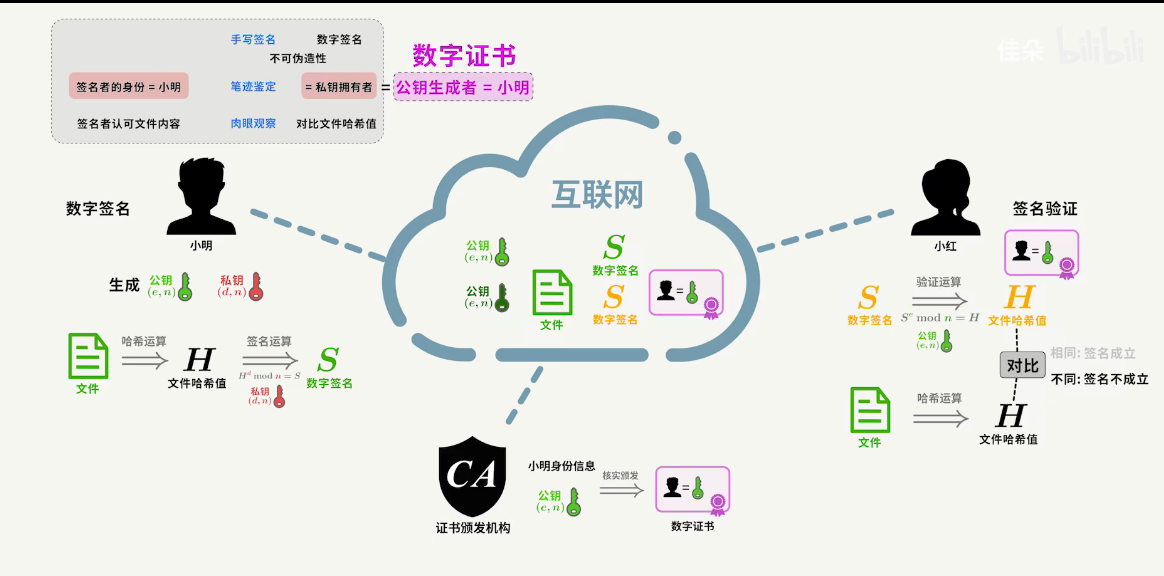 手写签名 数字签名
不可伪造性
签名者的身份 = 小明 笔迹鉴定 = 私钥拥有者
签名者认可文件内容 肉眼观察 对比文件哈希值
数字证书
= 公钥生成者 = 小明
佳朵 bilibili
互联网
数字签名
小明
生成 公钥 (e, n) 私钥 (d, n)
文件
哈希运算
H
文件哈希值
签名运算
H^d mod n = S
私钥
(d, n)
S
数字签名
公钥
(e, n)
公钥
(e, n)
文件
S
数字签名
S
数字签名
=
小红
签名验证
=
S
数字签名
验证运算
S^e mod n = H
公钥
(e, n)
H
文件哈希值
对比
相同: 签名成立
不同: 签名不成立
文件
哈希运算
H
文件哈希值
CA
证书颁发机构
小明身份信息
公钥
(e, n)
核实颁发
=
数字证书